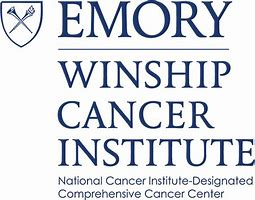 EMORY
WINSHIP
CANCER
INSTITUTE
National Cancer Institute-Designated
Comprehensive Cancer Center